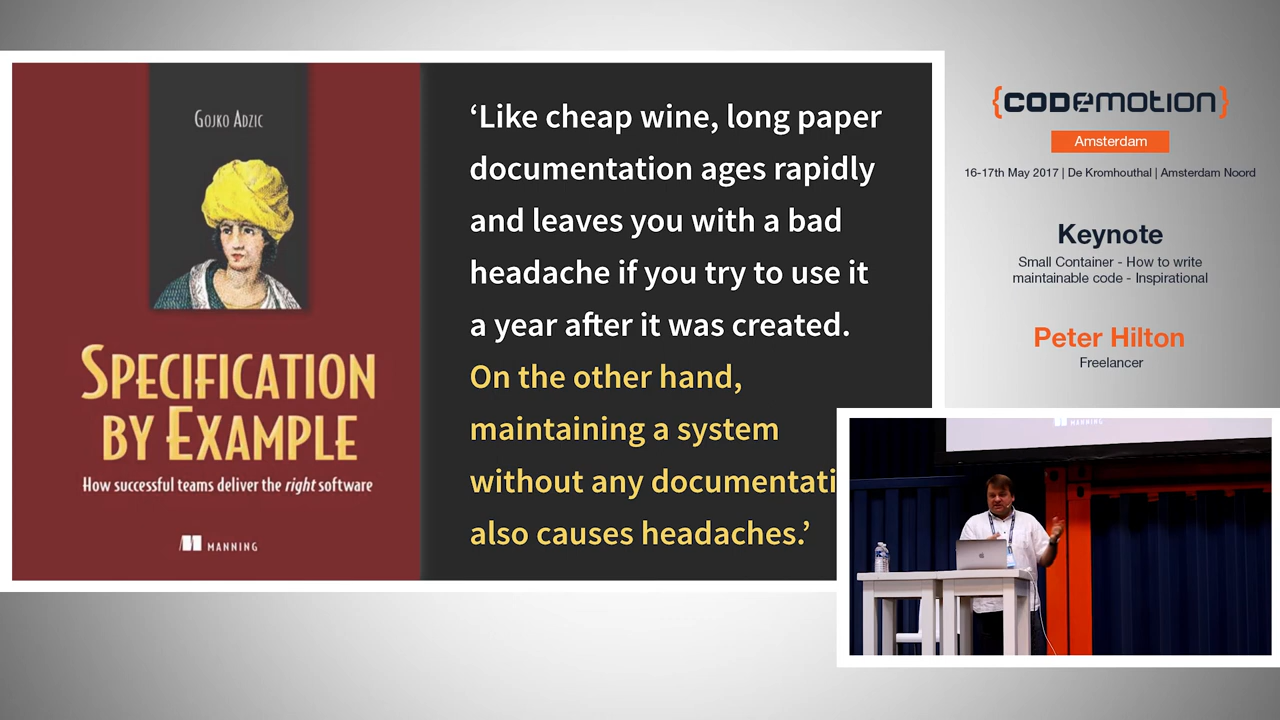 GOJKO ADZIC
SPECIFICATION
BY EXAMPLE
How successful teams deliver the right software
MANNING
‘Like cheap wine, long paper
documentation ages rapidly
and leaves you with a bad
headache if you try to use it
a year after it was created.
On the other hand,
maintaining a system
without any documentati
also causes headaches.’
{CODEMOTION}
Amsterdam
16-17th May 2017 | De Kromhouthal | Amsterdam Noord
Keynote
Small Container - How to write
maintainable code - Inspirational
Peter Hilton
Freelancer
MANNING